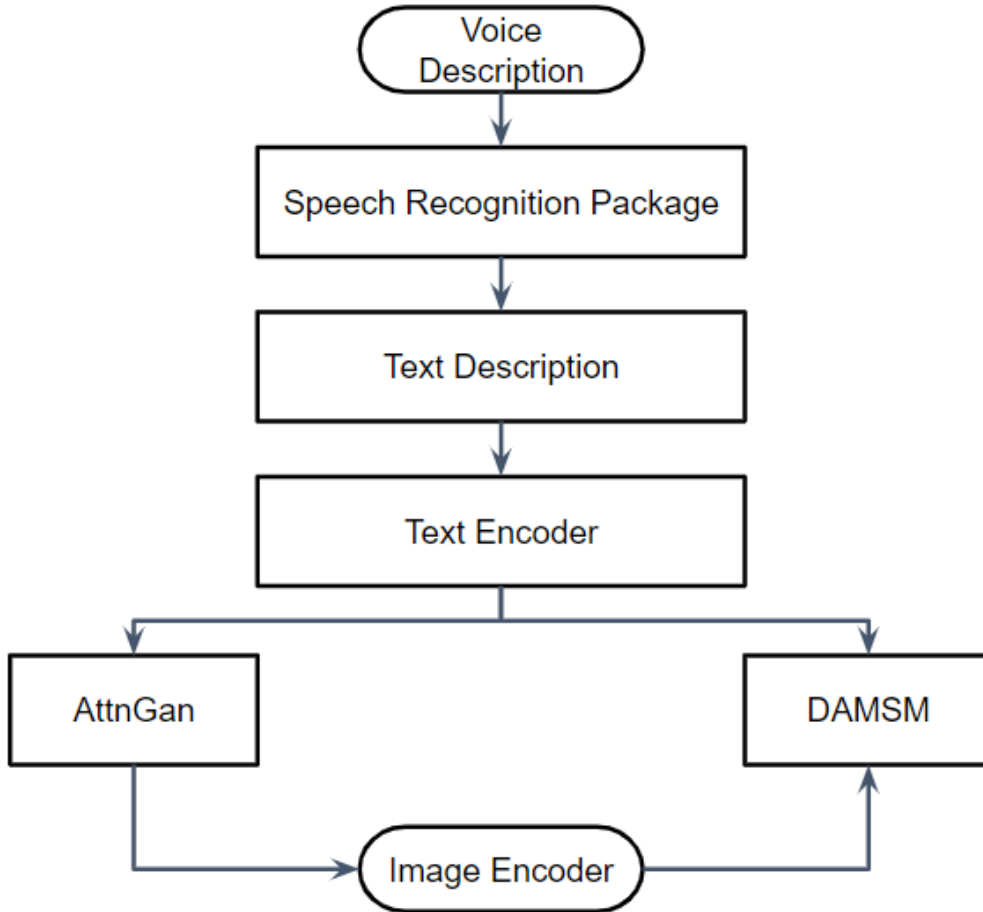 Voice
Description
Speech Recognition Package
Text Description
Text Encoder
AttnGan
DAMSM
Image Encoder